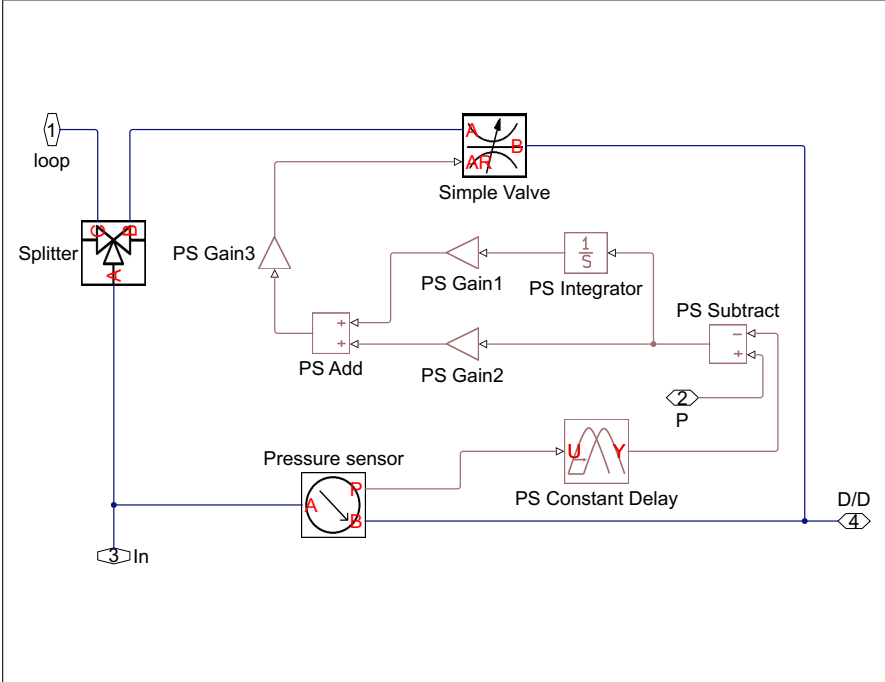 1
loop
A
B
AR
Simple Valve
C
B
A
Splitter
PS Gain3
PS Gain1
1
S
PS Integrator
PS Subtract
−
+
+
+
PS Add
PS Gain2
2
P
Pressure sensor
A
P
B
U
Y
PS Constant Delay
D/D
4
3
In